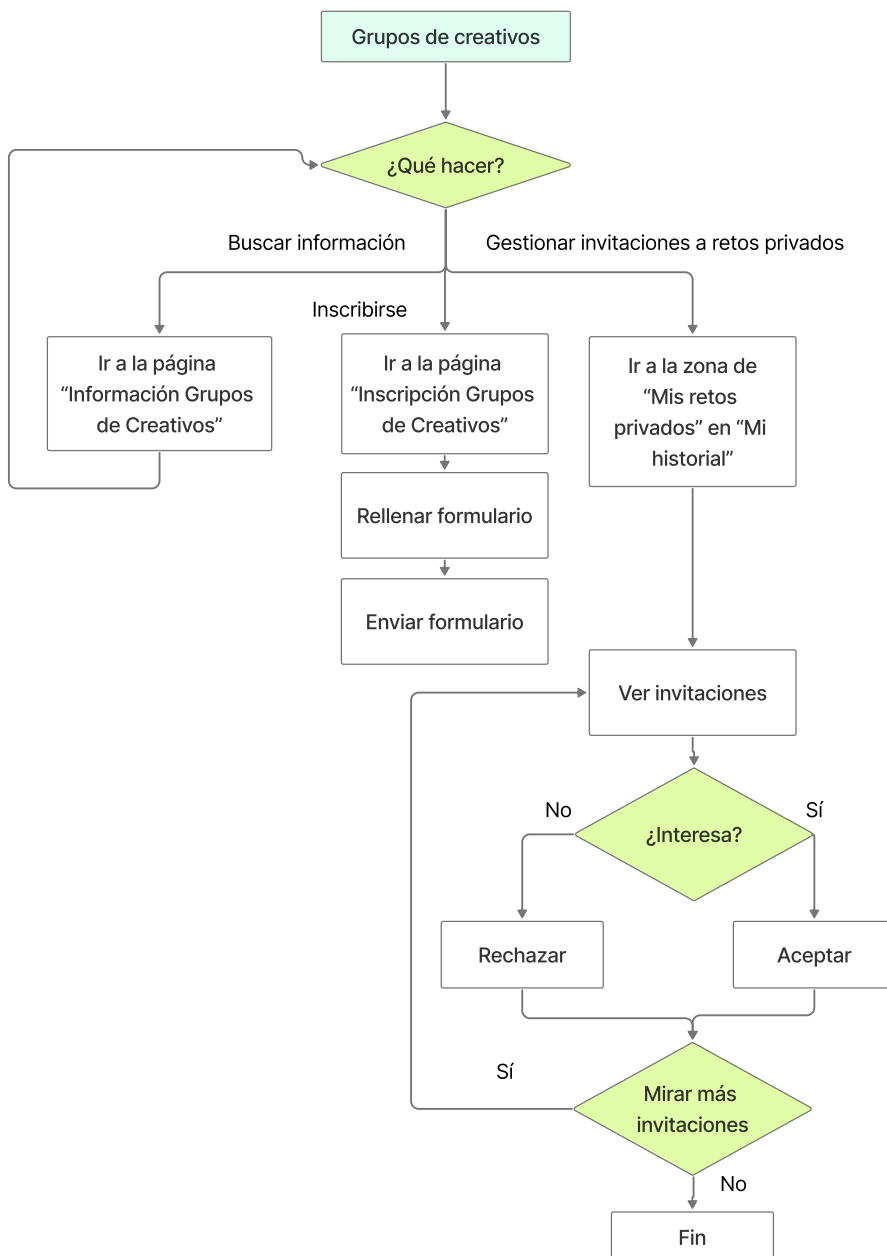 Grupos de creativos
¿Qué hacer?
Buscar información
Gestionar invitaciones a retos privados
Inscribirse
Ir a la página
“Información Grupos
de Creativos”
Ir a la página
“Inscripción Grupos
de Creativos”
Ir a la zona de
“Mis retos
privados” en “Mi
historial”
Rellenar formulario
Enviar formulario
Ver invitaciones
No
Sí
¿Interesa?
Rechazar
Aceptar
Sí
Mirar más
invitaciones
No
Fin